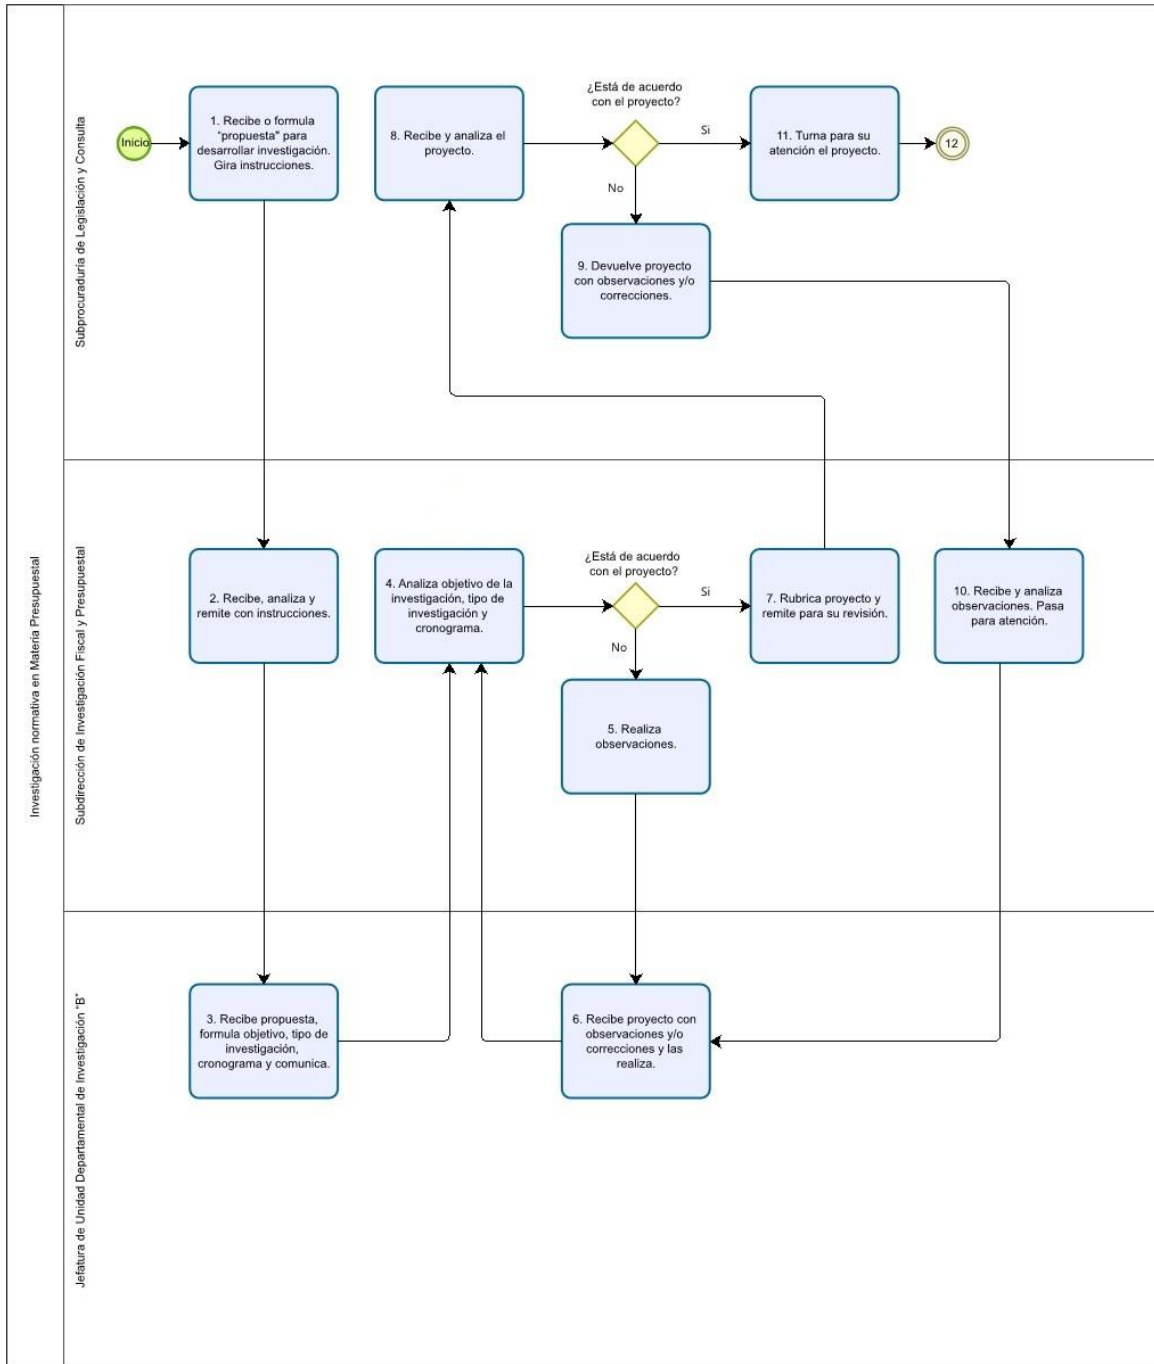 Investigación normativa en Materia Presupuestal
Subprocuraduría de Legislación y Consulta
Inicio
1. Recibe o formula
"propuesta" para
desarrollar investigación.
Gira instrucciones.
8. Recibe y analiza el
proyecto.
¿Está de acuerdo
con el proyecto?
Si
No
11. Turna para su
atención el proyecto.
12
9. Devuelve proyecto
con observaciones y/o
correcciones.
Subdirección de Investigación Fiscal y Presupuestal
2. Recibe, analiza y
remite con instrucciones.
4. Analiza objetivo de la
investigación, tipo de
investigación y
cronograma.
¿Está de acuerdo
con el proyecto?
Si
No
7. Rubrica proyecto y
remite para su revisión.
10. Recibe y analiza
observaciones. Pasa
para atención.
5. Realiza
observaciones.
Jefatura de Unidad Departamental de Investigación "B"
3. Recibe propuesta,
formula objetivo, tipo de
investigación,
cronograma y comunica.
6. Recibe proyecto con
observaciones y/o
correcciones y las
realiza.